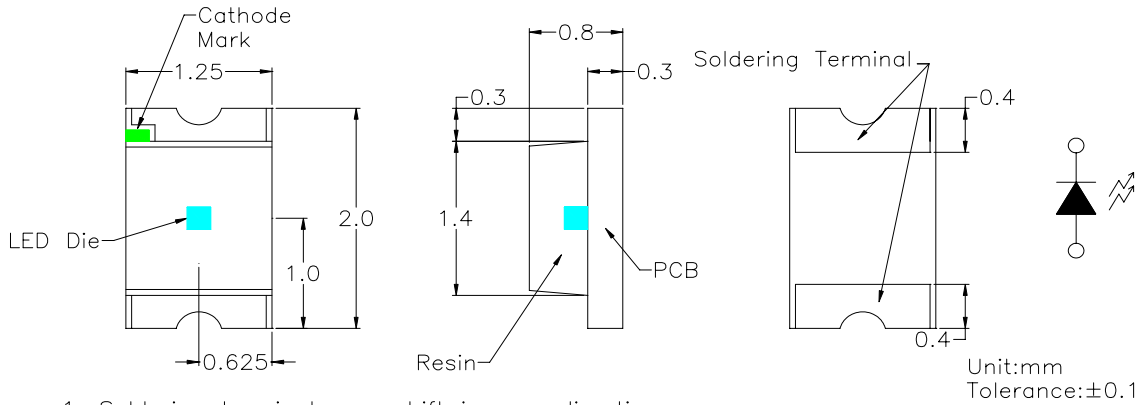 Cathode
Mark
1.25
2.0
1.0
0.625
LED Die
0.8
0.3
0.3
1.4
PCB
Resin
Soldering Terminal
0.4
0.4
Unit:mm
Tolerance:±0.1